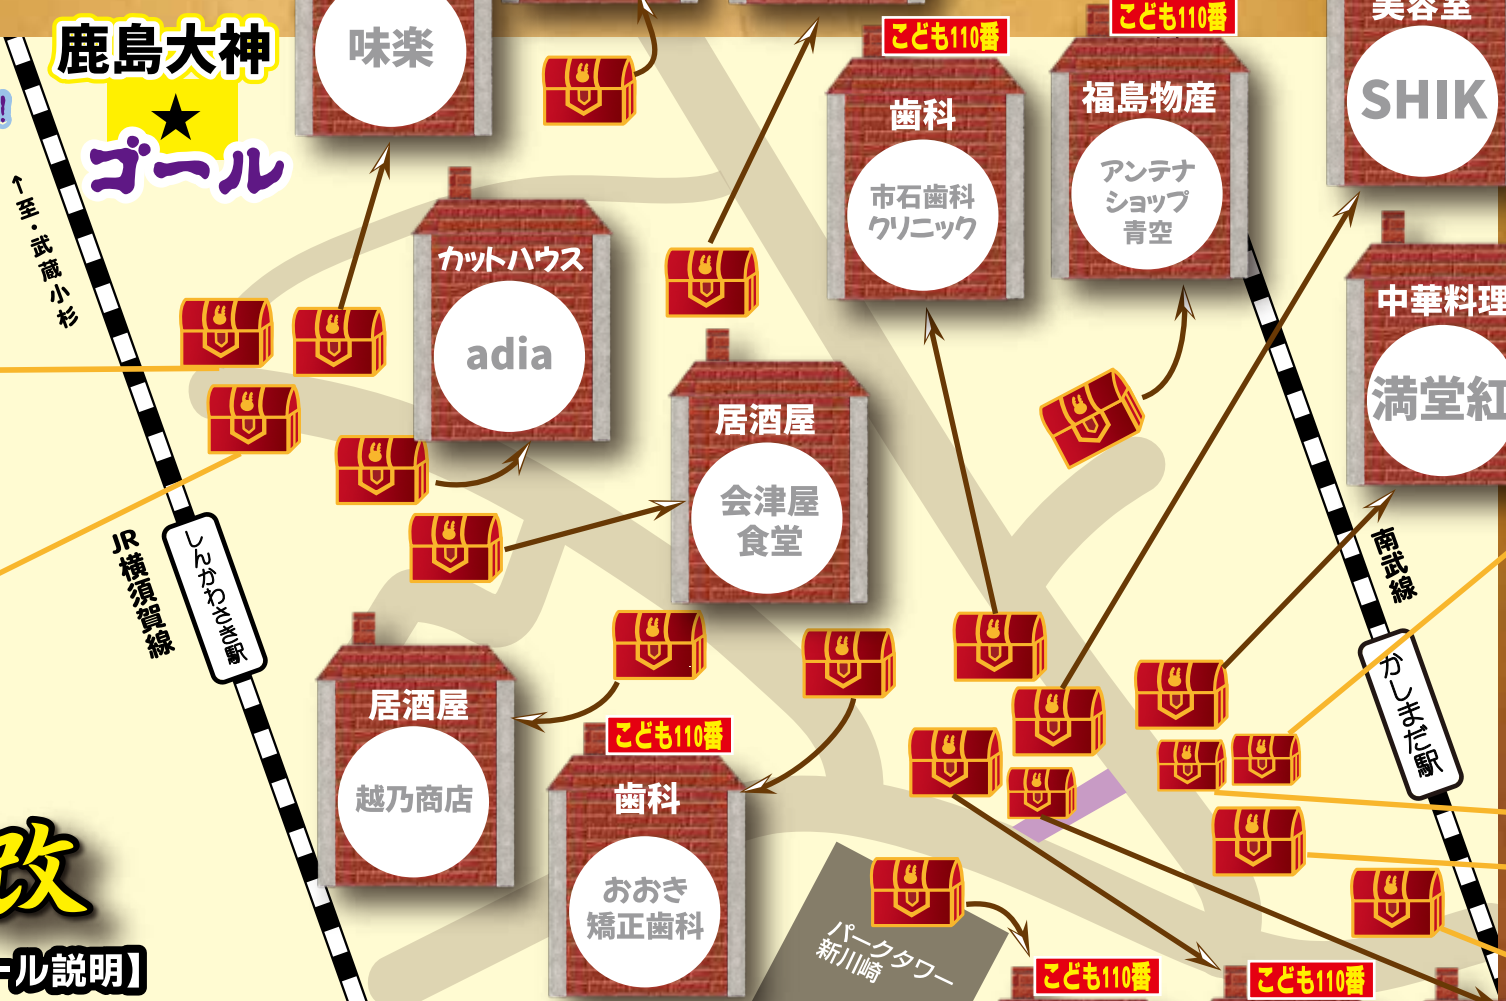 鹿島大神
★
ゴール
!
↑至・武蔵小杉
味楽
こども110番
歯科
市石歯科
クリニック
こども110番
福島物産
アンテナ
ショップ
青空
美容室
SHIK
カットハウス
adia
中華料理
満堂紅
居酒屋
会津屋
食堂
JR横須賀線
しんかわさき駅
南武線
かしまだ駅
居酒屋
越乃商店
こども110番
歯科
おおき
矯正歯科
改
ール説明】
パークタワー
新川崎
こども110番
こども110番